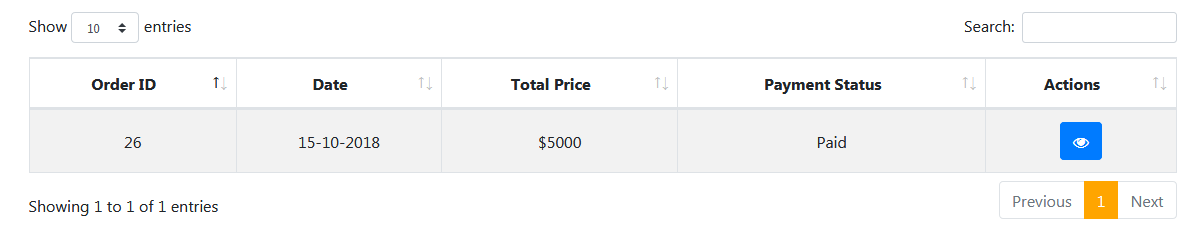 Show 10 entries Search:
Order ID Date Total Price Payment Status Actions
26 15-10-2018 $5000 Paid
Showing 1 to 1 of 1 entries Previous 1 Next